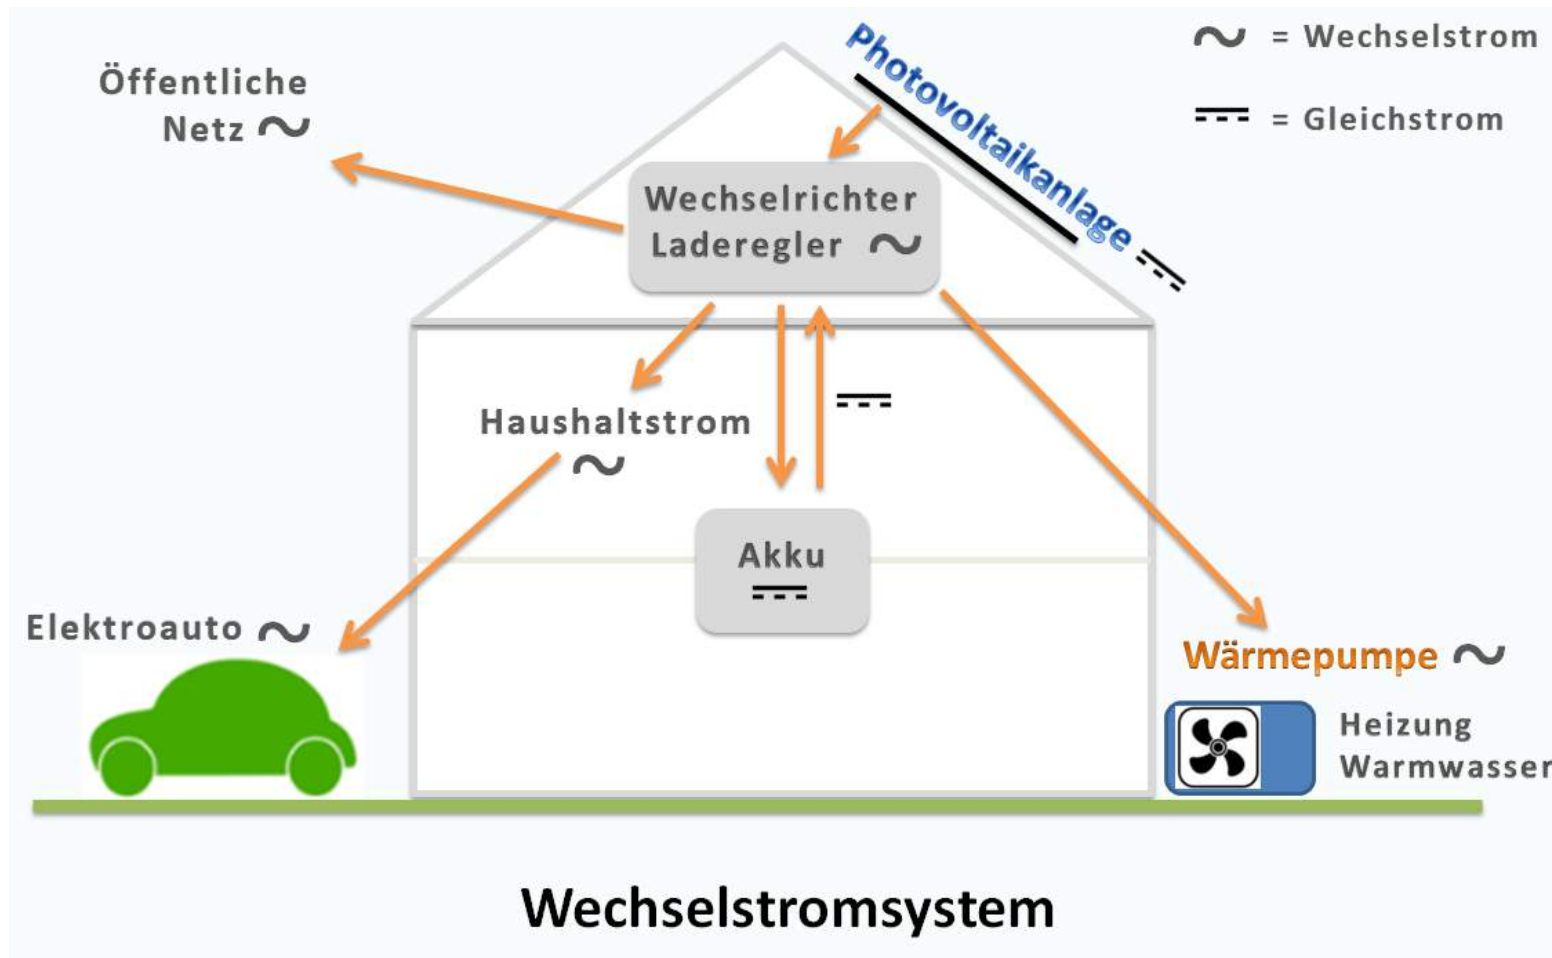 Öffentliche
Netz ~
Photovoltaikanlage
~ = Wechselstrom
= Gleichstrom
Wechselrichter
Laderegler ~
Haushaltstrom
~
Akku
Elektroauto ~
Wärmepumpe ~
Heizung
Warmwasser
Wechselstromsystem